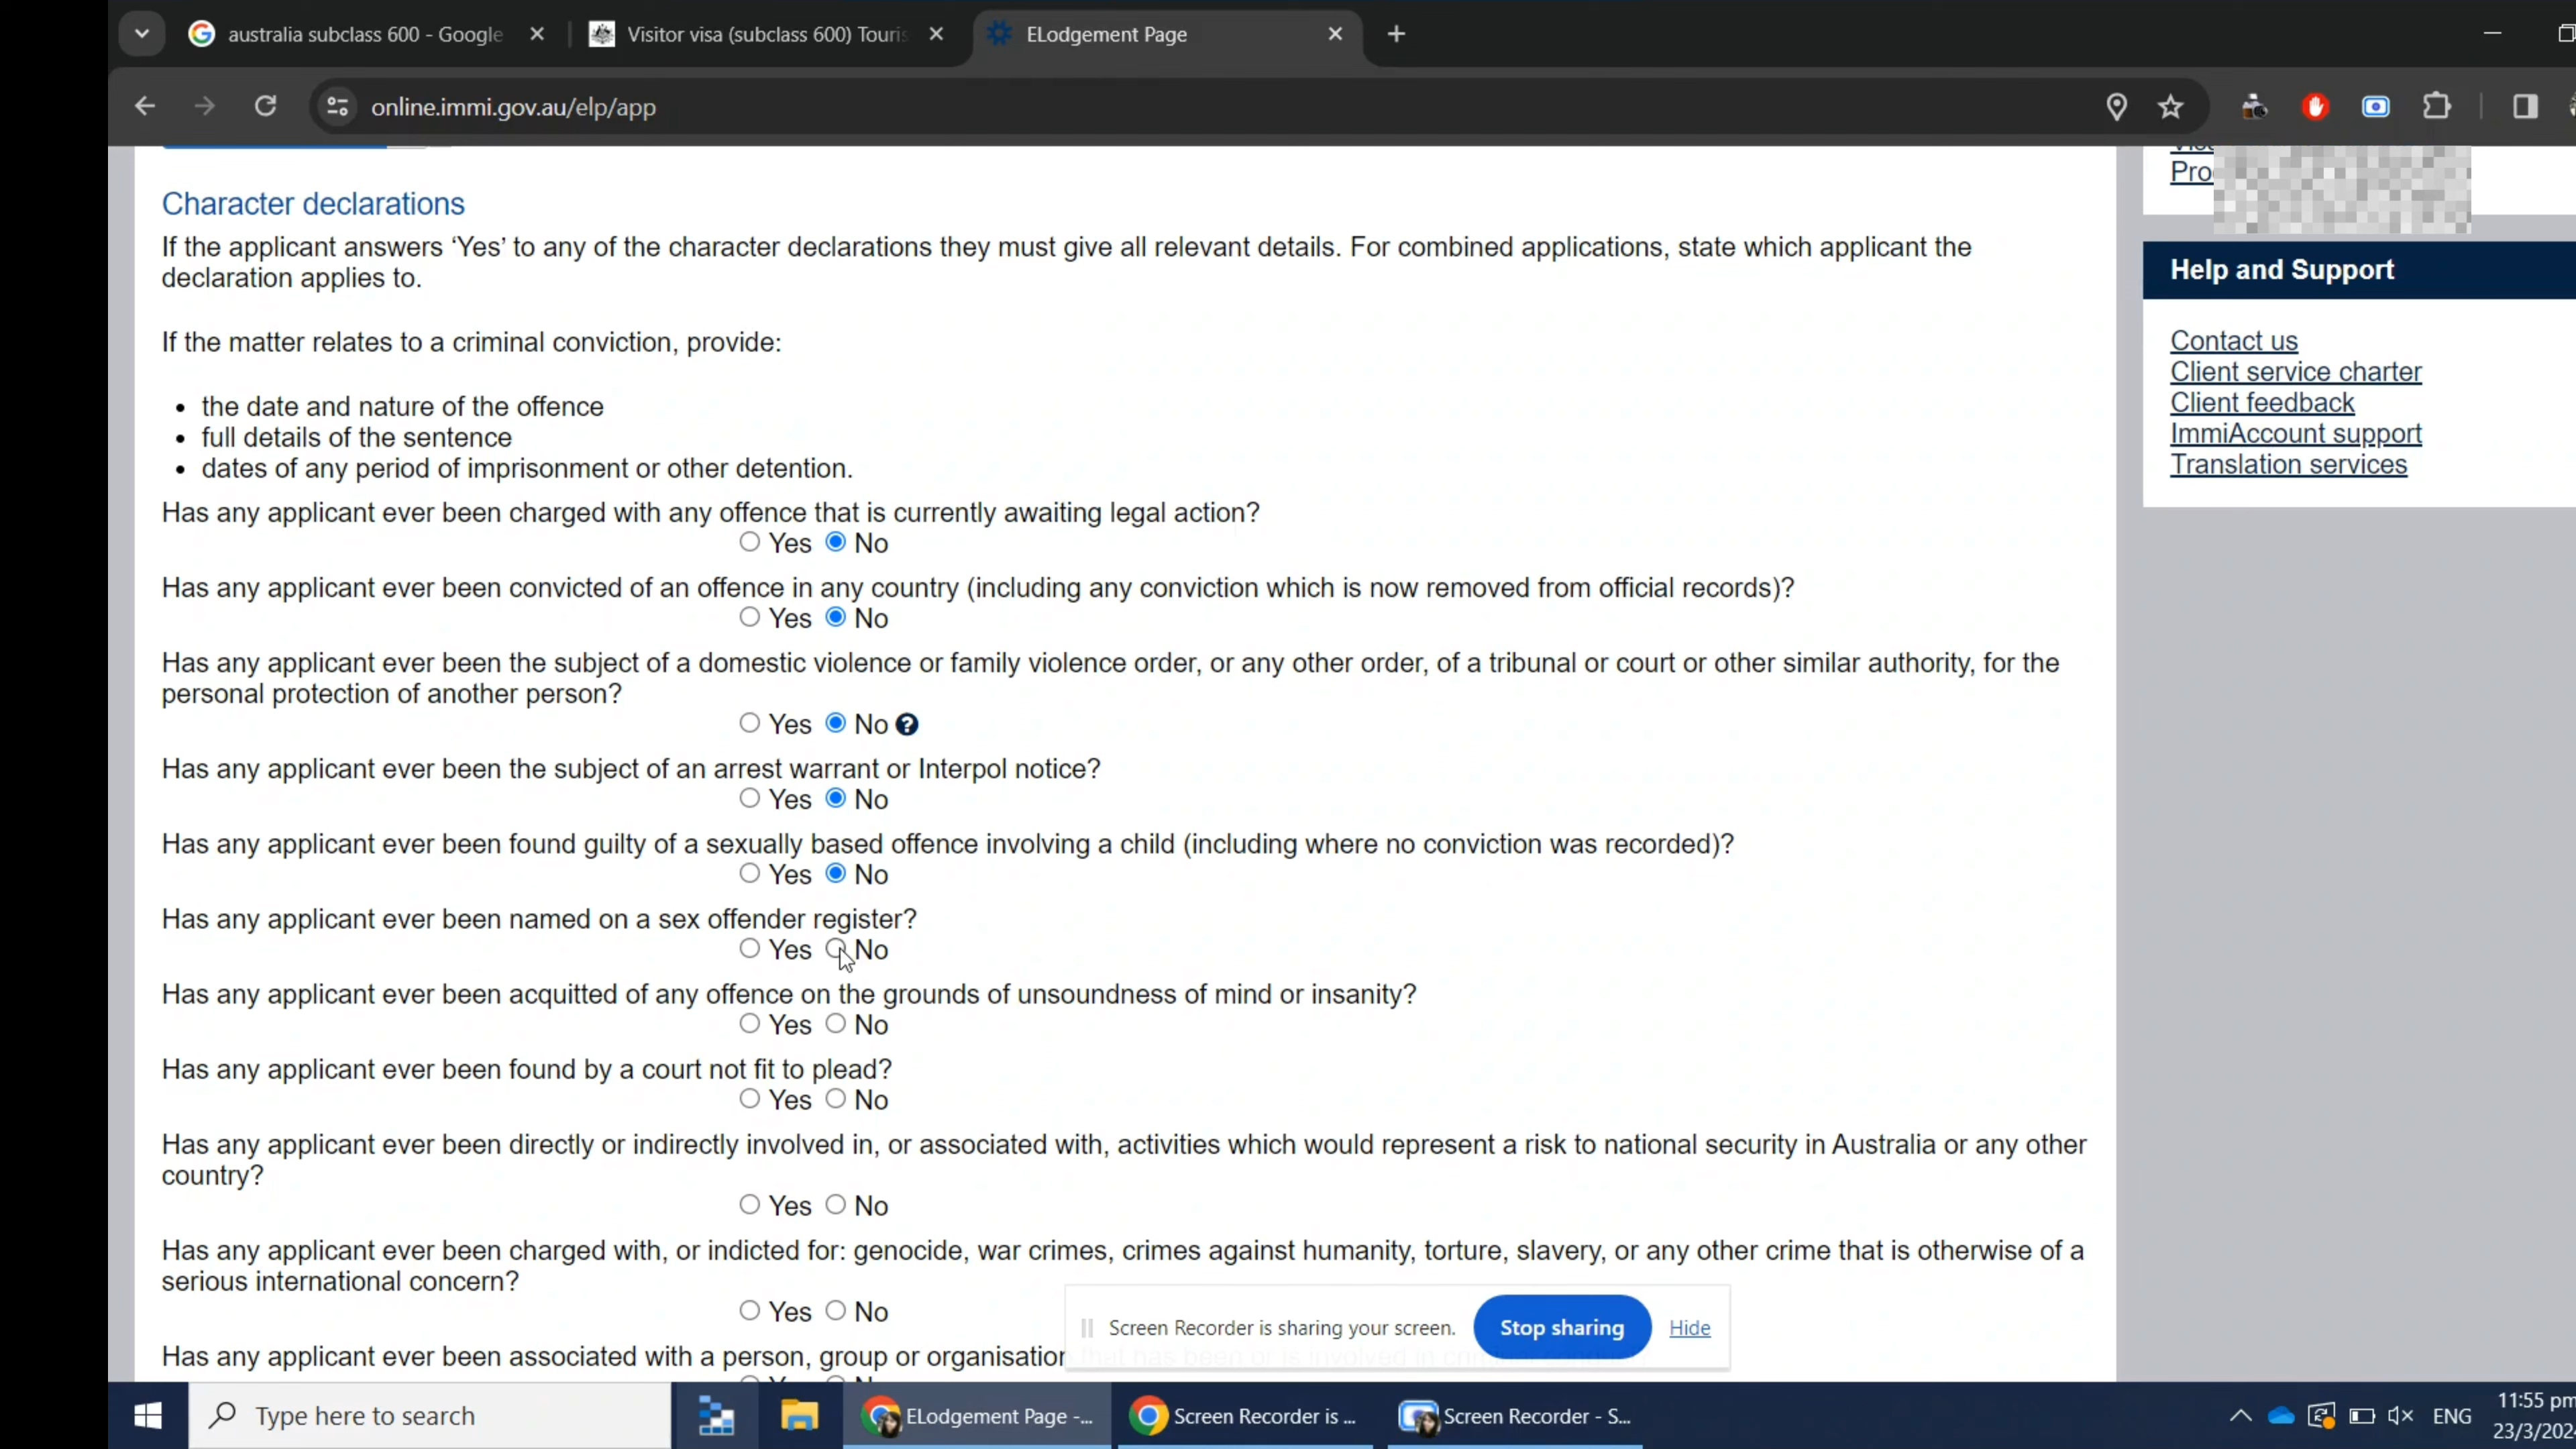 australia subclass 600 - Google
Visitor visa (subclass 600) Touris
ELodgement Page
online.immi.gov.au/elp/app
Pro
Character declarations
If the applicant answers ‘Yes’ to any of the character declarations they must give all relevant details. For combined applications, state which applicant the
declaration applies to.
If the matter relates to a criminal conviction, provide:
• the date and nature of the offence
• full details of the sentence
• dates of any period of imprisonment or other detention.
Has any applicant ever been charged with any offence that is currently awaiting legal action?
Yes No
Has any applicant ever been convicted of an offence in any country (including any conviction which is now removed from official records)?
Yes No
Has any applicant ever been the subject of a domestic violence or family violence order, or any other order, of a tribunal or court or other similar authority, for the
personal protection of another person?
Yes No ?
Has any applicant ever been the subject of an arrest warrant or Interpol notice?
Yes No
Has any applicant ever been found guilty of a sexually based offence involving a child (including where no conviction was recorded)?
Yes No
Has any applicant ever been named on a sex offender register?
Yes No
Has any applicant ever been acquitted of any offence on the grounds of unsoundness of mind or insanity?
Yes No
Has any applicant ever been found by a court not fit to plead?
Yes No
Has any applicant ever been directly or indirectly involved in, or associated with, activities which would represent a risk to national security in Australia or any other
country?
Yes No
Has any applicant ever been charged with, or indicted for: genocide, war crimes, crimes against humanity, torture, slavery, or any other crime that is otherwise of a
serious international concern?
Yes No
Has any applicant ever been associated with a person, group or organisation that has been or is involved in
Help and Support
Contact us
Client service charter
Client feedback
ImmiAccount support
Translation services
Screen Recorder is sharing your screen. Stop sharing Hide
Type here to search
ELodgement Page -...
Screen Recorder is ...
Screen Recorder - S...
ENG
11:55 pm
23/3/202